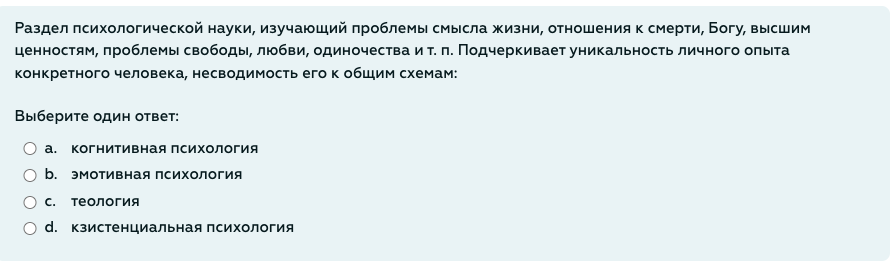 Раздел психологической науки, изучающий проблемы смысла жизни, отношения к смерти, Богу, высшим
ценностям, проблемы свободы, любви, одиночества и т. п. Подчеркивает уникальность личного опыта
конкретного человека, несводимость его к общим схемам:
Выберите один ответ:
a. когнитивная психология
b. эмотивная психология
c. теология
d. кзистенциальная психология